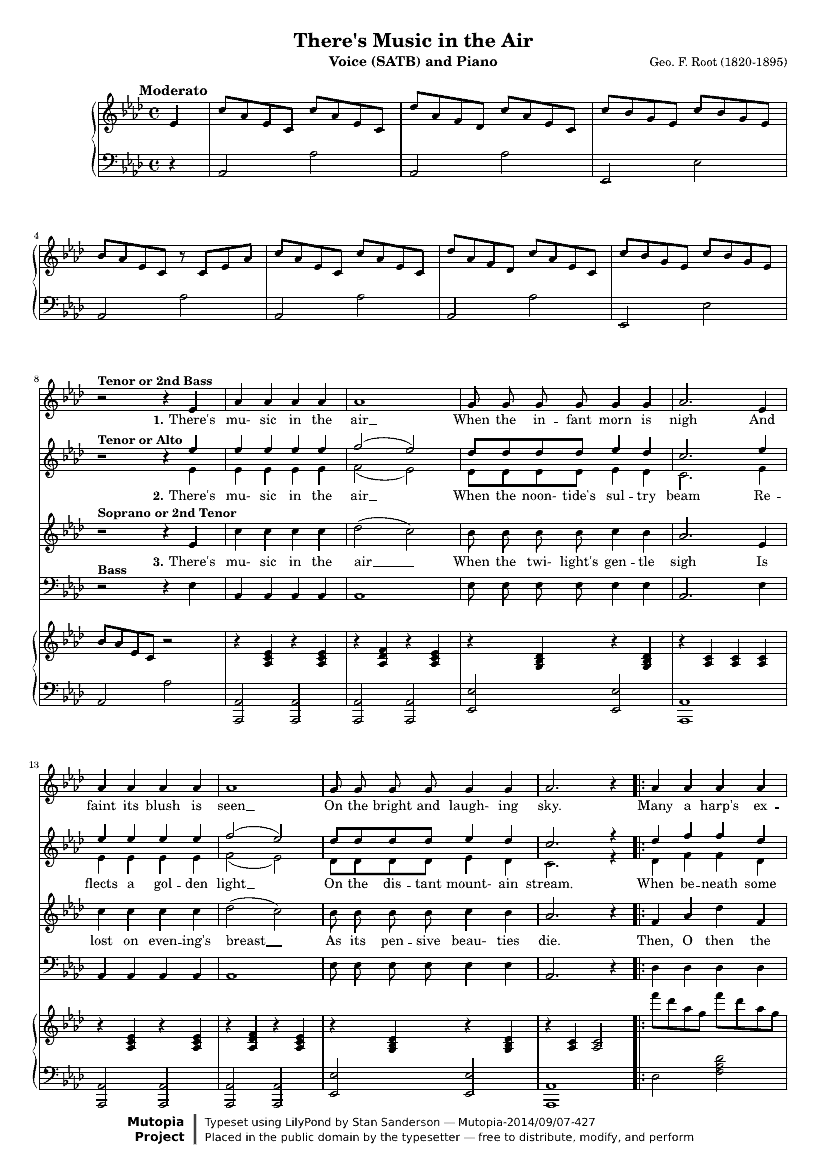 There's Music in the Air
Voice (SATB) and Piano
Geo. F. Root (1820-1895)
Moderato
4
8
Tenor or 2nd Bass
1. There's mu- sic in the air_ When the in - fant morn is nigh And
Tenor or Alto
2. There's mu- sic in the air_ When the noon- tide's sul - try beam Re -
Soprano or 2nd Tenor
3. There's mu- sic in the air_ When the twi- light's gen - tle sigh Is
Bass
13
faint its blush is seen_ On the bright and laugh- ing sky. Many a harp's ex -
flects a gol - den light_ On the dis - tant mount- ain stream. When be - neath some
lost on even - ing's breast_ As its pen - sive beau- ties die. Then, O then the
Mutopia Project
Typeset using LilyPond by Stan Sanderson — Mutopia-2014/09/07-427
Placed in the public domain by the typesetter — free to distribute, modify, and perform